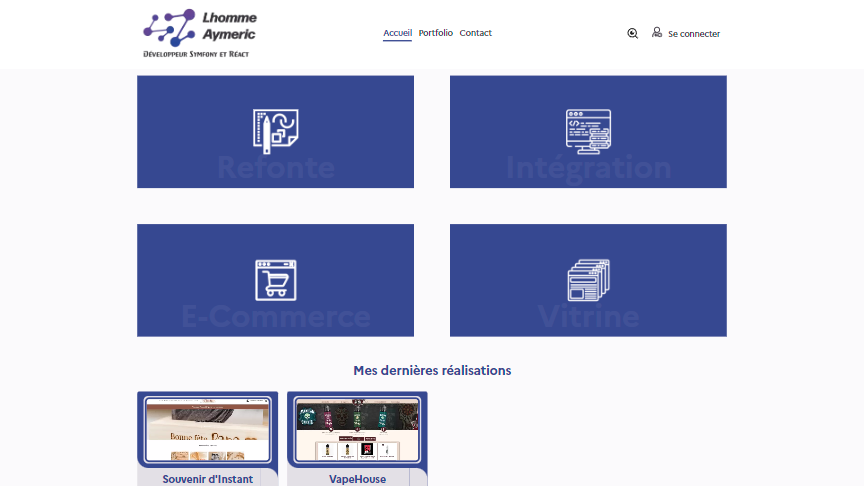 Lhomme
Aymeric
Développeur Symfony et React
Accueil Portfolio Contact
Se connecter
Refonte
Intégration
E-Commerce
Vitrine
Mes dernières réalisations
Souvenir d'Instant
VapeHouse